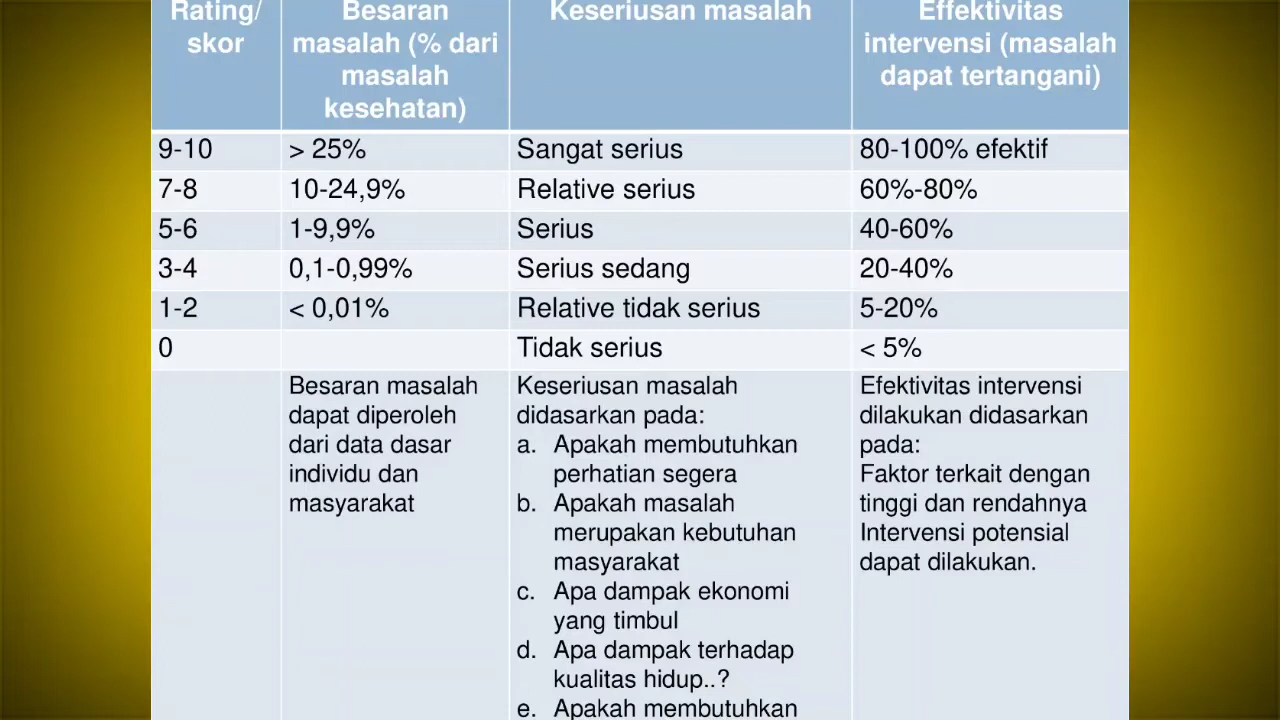 Rating/
skor
Besaran
masalah (% dari
masalah
kesehatan)
Keseriusan masalah
Effektivitas
intervensi (masalah
dapat tertangani)
9-10
> 25%
Sangat serius
80-100% efektif
7-8
10-24,9%
Relative serius
60%-80%
5-6
1-9,9%
Serius
40-60%
3-4
0,1-0,99%
Serius sedang
20-40%
1-2
< 0,01%
Relative tidak serius
5-20%
0
Tidak serius
< 5%
Besaran masalah
dapat diperoleh
dari data dasar
individu dan
masyarakat
Keseriusan masalah
didasarkan pada:
a. Apakah membutuhkan
perhatian segera
b. Apakah masalah
merupakan kebutuhan
masyarakat
c. Apa dampak ekonomi
yang timbul
d. Apa dampak terhadap
kualitas hidup..?
e. Apakah membutuhkan
Efektivitas intervensi
dilakukan didasarkan
pada:
Faktor terkait dengan
tinggi dan rendahnya
Intervensi potensial
dapat dilakukan.